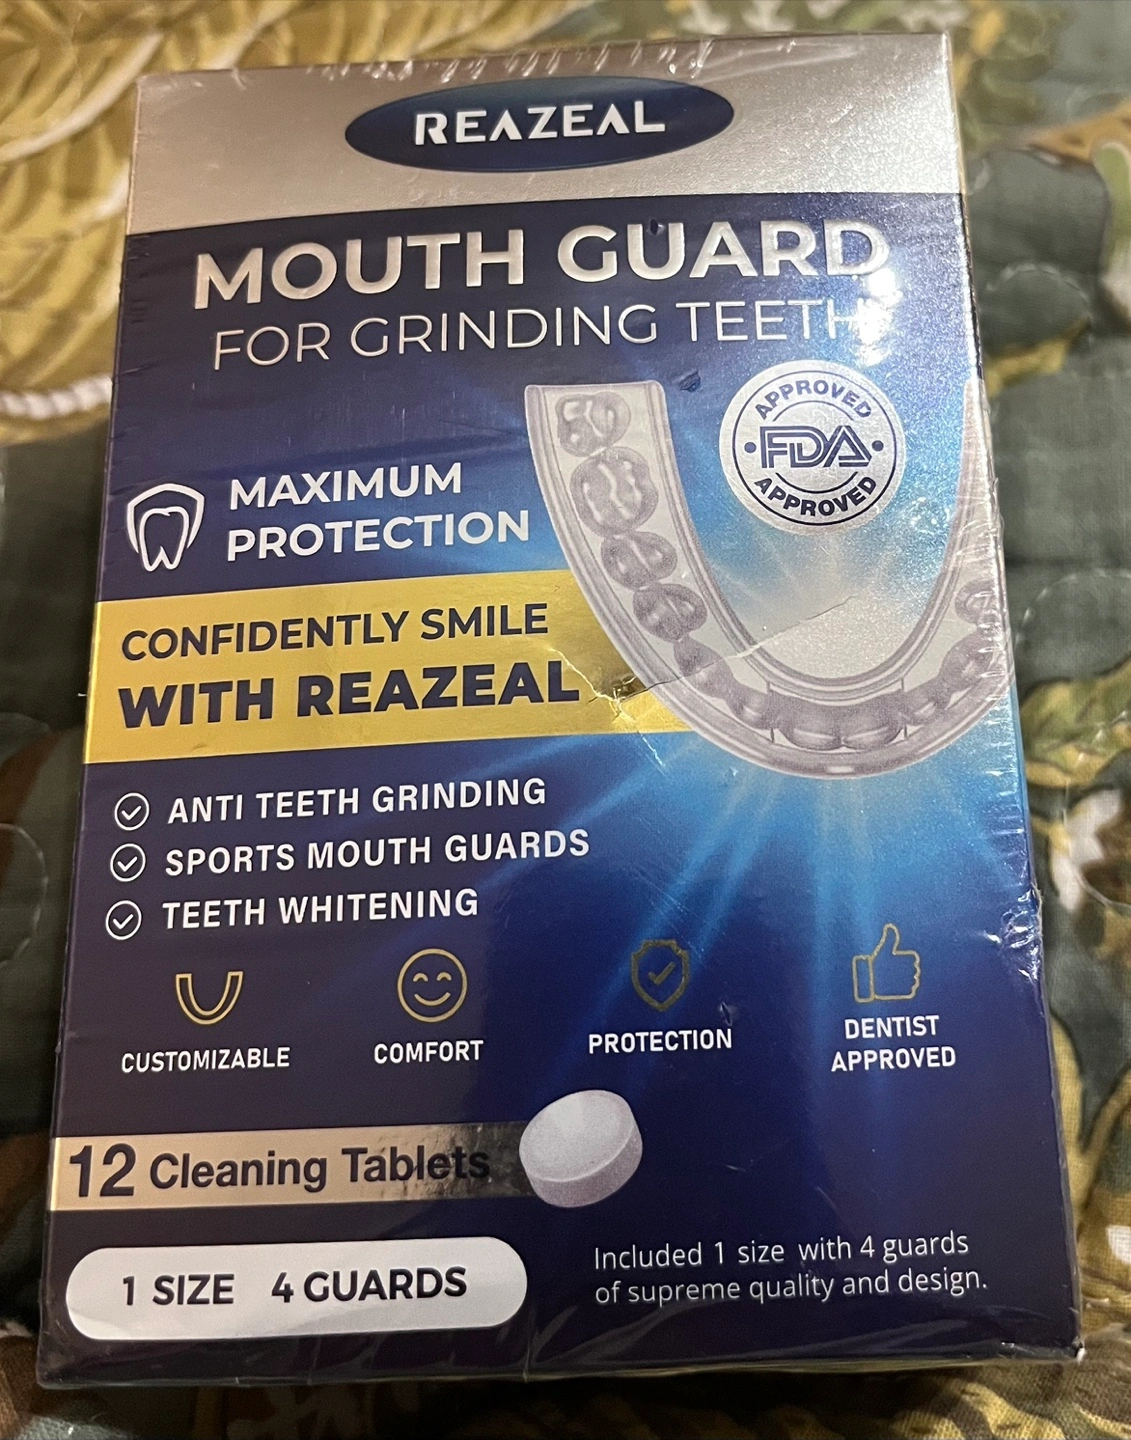 REAZEAL
MOUTH GUARD
FOR GRINDING TEETH
APPROVED
FDA
APPROVED
MAXIMUM
PROTECTION
CONFIDENTLY SMILE
WITH REAZEAL
ANTI TEETH GRINDING
SPORTS MOUTH GUARDS
TEETH WHITENING
CUSTOMIZABLE
COMFORT
PROTECTION
DENTIST
APPROVED
12 Cleaning Tablets
1 SIZE 4 GUARDS
Included 1 size with 4 guards
of supreme quality and design.